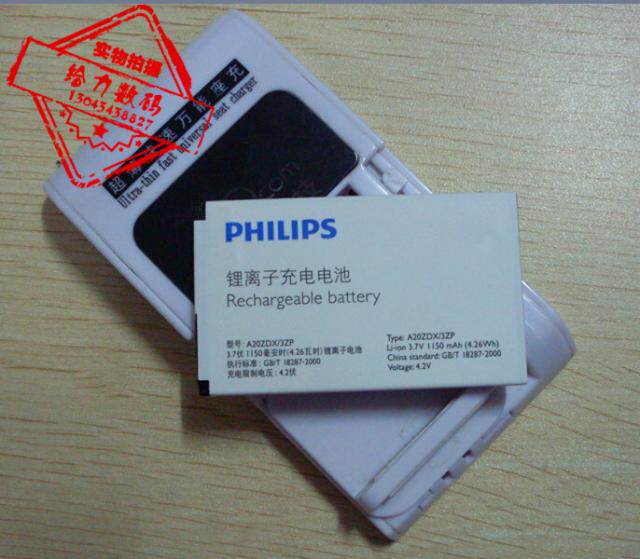 实物拍摄
给力数码
13043458827
超薄 速万能座充
Ultra-thin fast universal seat charger
PHILIPS
锂离子充电电池
Rechargeable battery
型号: A20ZDX/3ZP
3.7伏 1150毫安时(4.26瓦时)锂离子电池
执行标准: GB/T 18287-2000
充电限制电压: 4.2伏
Type: A20ZDX/3ZP
Li-ion 3.7V 1150 mAh (4.26Wh)
China standard: GB/T 18287-2000
Voltage: 4.2V